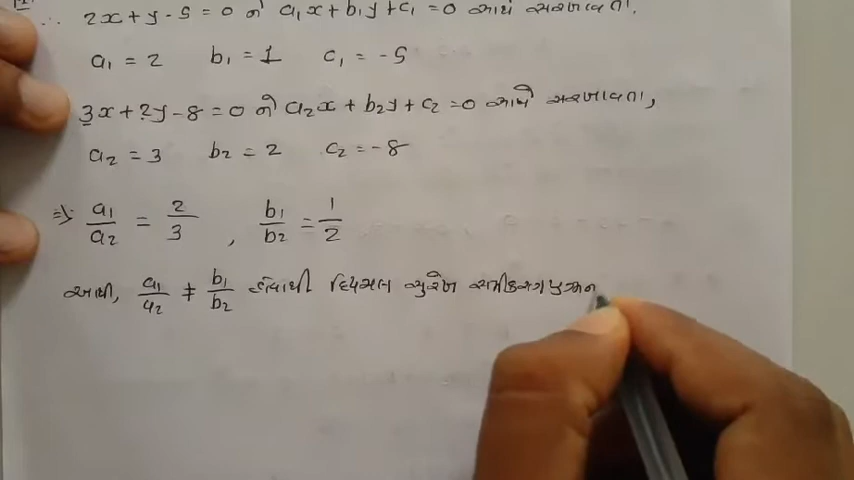 ∴ 2x + y - 5 = 0 ને a₁x + b₁y + c₁ = 0 સાથે સરખાવતા.
a₁ = 2 b₁ = 1 c₁ = -5
3x + 2y - 8 = 0 ને a₂x + b₂y + c₂ = 0 સાથે સરખાવતા,
a₂ = 3 b₂ = 2 c₂ = -8
⇒ a₁/a₂ = 2/3 , b₁/b₂ = 1/2
આથી, a₁/a₂ ≠ b₁/b₂ હોવાથી દ્વિચલ સુરેખ સમીકરણયુગ્મન